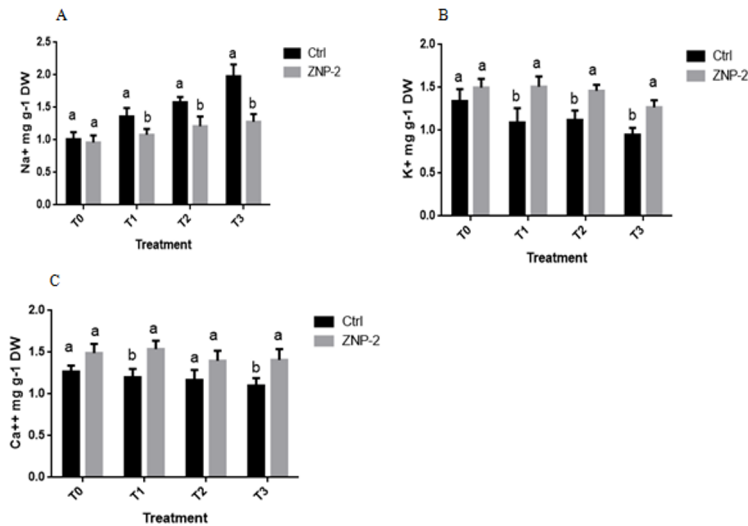 A
Na+ mg g-1 DW
2.5
2.0
1.5
1.0
0.5
0.0
a a a b a b a b
T0 T1 T2 T3
Treatment
Ctrl
ZNP-2
B
K+ mg g-1 DW
2.0
1.5
1.0
0.5
0.0
a a b a b a b a
T0 T1 T2 T3
Treatment
Ctrl
ZNP-2
C
Ca++ mg g-1 DW
2.0
1.5
1.0
0.5
0.0
a a b a a a b a
T0 T1 T2 T3
Treatment
Ctrl
ZNP-2